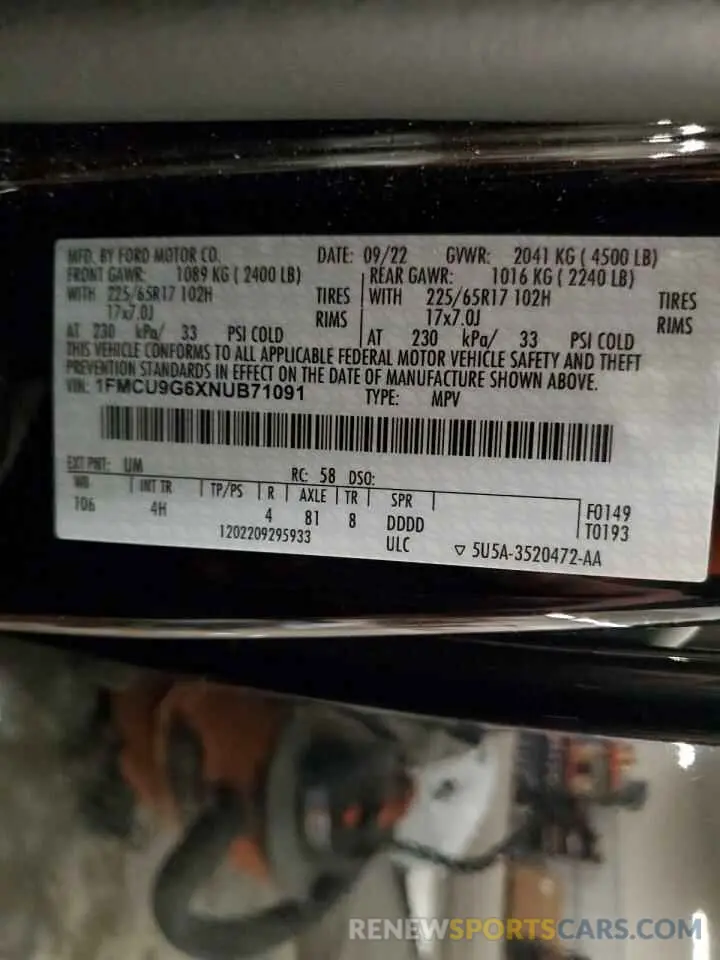 MFD. BY FORD MOTOR CO. DATE: 09/22 GVWR: 2041 KG ( 4500 LB)
FRONT GAWR: 1089 KG ( 2400 LB) REAR GAWR: 1016 KG ( 2240 LB)
WITH 225/65R17 102H TIRES WITH 225/65R17 102H TIRES
17x7.0J RIMS 17x7.0J RIMS
AT 230 kPa/ 33 PSI COLD AT 230 kPa/ 33 PSI COLD
THIS VEHICLE CONFORMS TO ALL APPLICABLE FEDERAL MOTOR VEHICLE SAFETY AND THEFT
PREVENTION STANDARDS IN EFFECT ON THE DATE OF MANUFACTURE SHOWN ABOVE.
VIN: 1FMCU9G6XNUB71091 TYPE: MPV
EXT PNT: UM RC: 58 DSO:
WB INT TR TP/PS R AXLE TR SPR
106 4H 4 81 8 DDDD
F0149
T0193
1202209295933 ULC 5U5A-3520472-AA
RENEWSPORTSCARS.COM